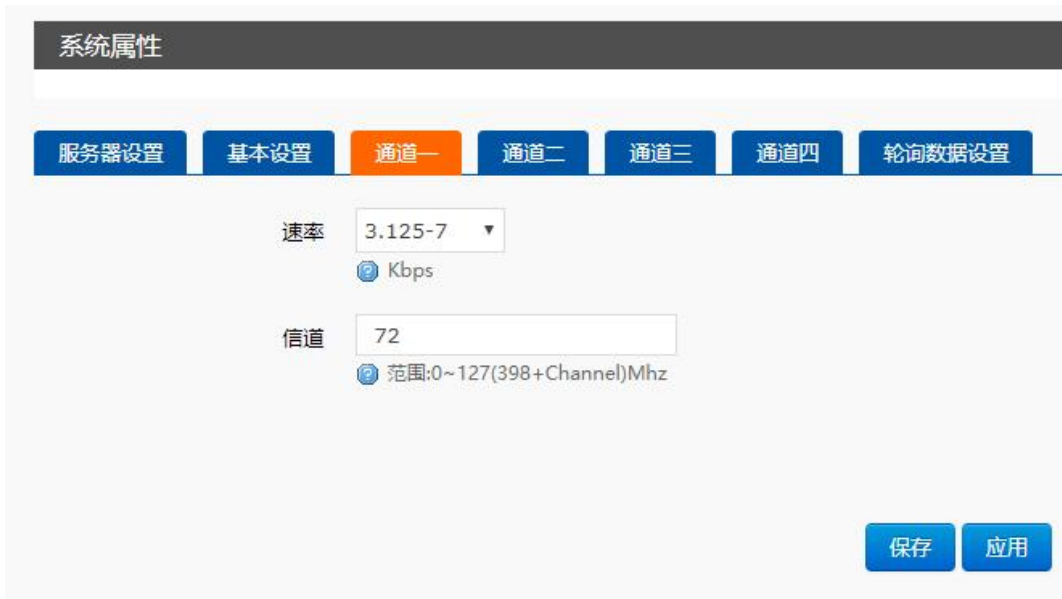 系统属性
服务器设置 基本设置 通道一 通道二 通道三 通道四 轮询数据设置
速率 3.125-7
Kbps
信道 72
范围:0~127(398+Channel)Mhz
保存 应用